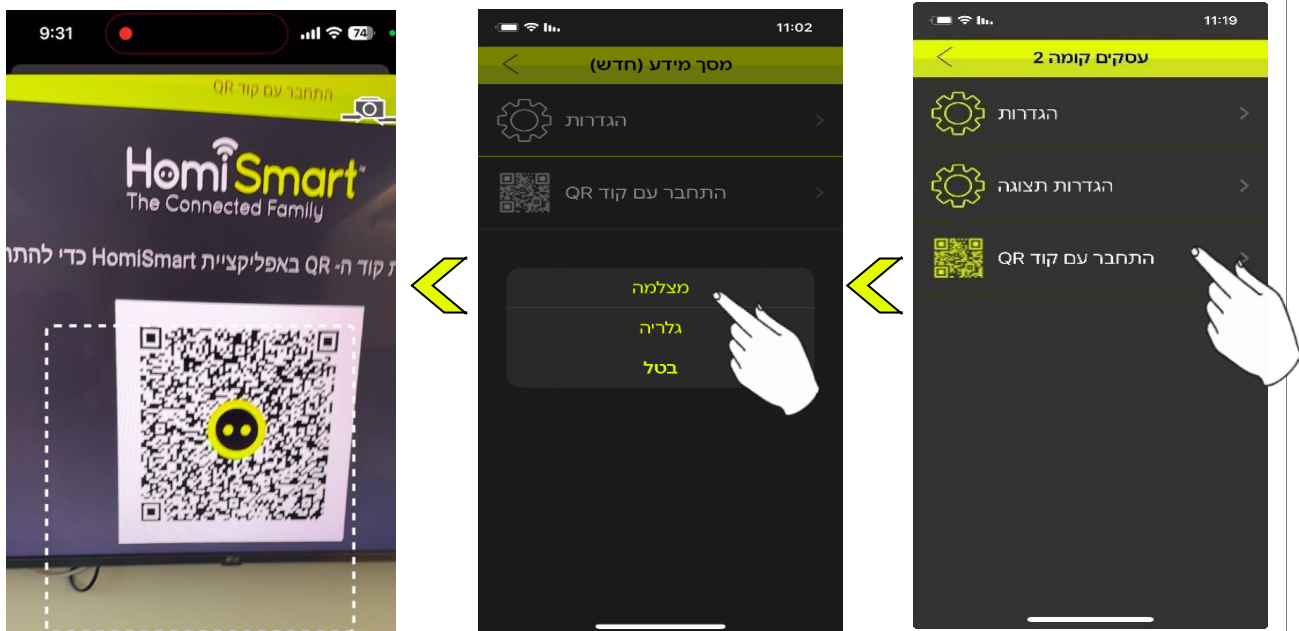 11:19
עסקים קומה 2
הגדרות
הגדרות תצוגה
התחבר עם קוד QR
11:02
מסך מידע (חדש)
הגדרות
התחבר עם קוד QR
מצלמה
גלריה
בטל
9:31 74
התחבר עם קוד QR
HomiSmart
The Connected Family
קוד ה- QR באפליקציית HomiSmart כדי